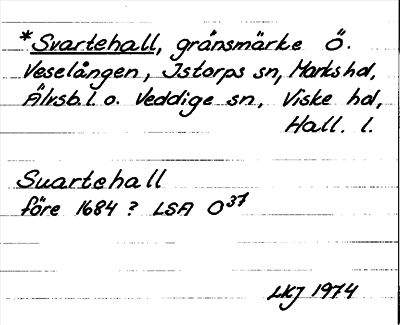 *Svartehall, gränsmärke Ö.
Veselången, Istorps sn, Marks hd,
Älvsb. l. o. Veddige sn, Viske hd,
Hall. l.
Suartehall
före 1684 ? LSA O37
LKJ 1974